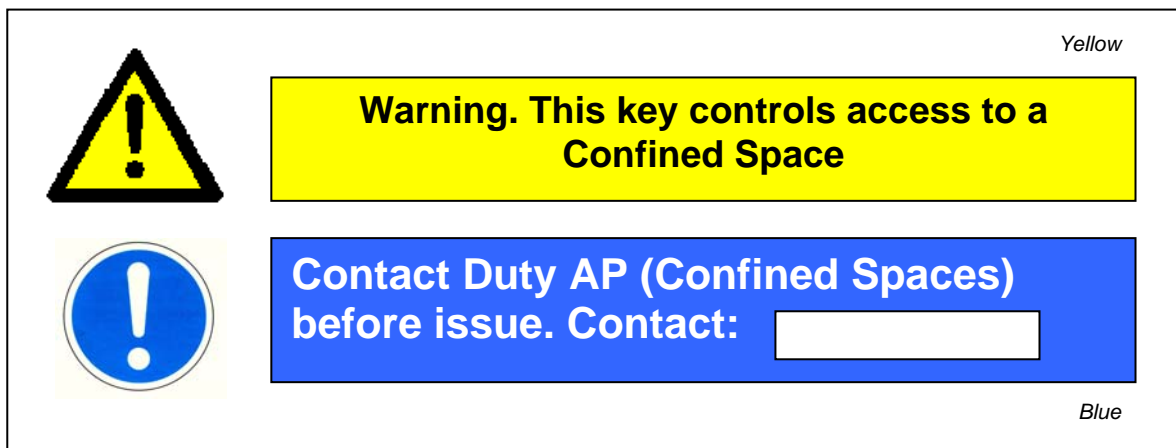 Yellow
Warning. This key controls access to a
Confined Space
Contact Duty AP (Confined Spaces)
before issue. Contact:
Blue